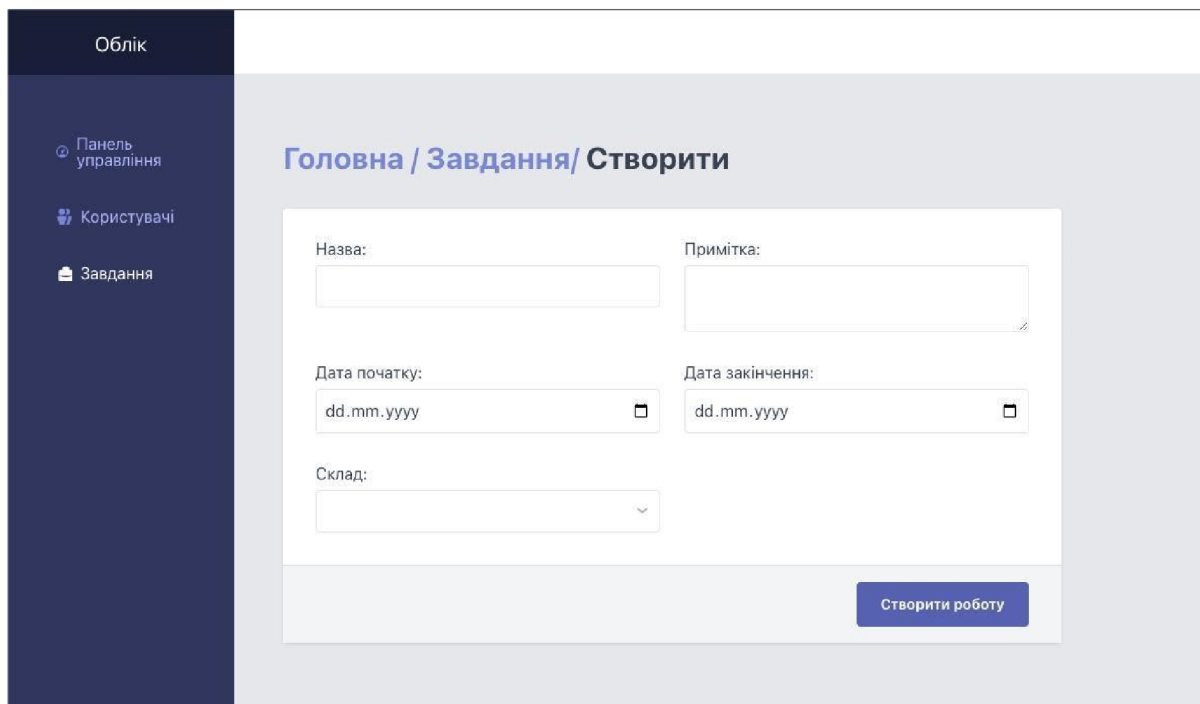 Облік
Панель
управління
Користувачі
Завдання
Головна / Завдання/ Створити
Назва:
Примітка:
Дата початку:
Дата закінчення:
dd.mm.yyyy
dd.mm.yyyy
Склад:
Створити роботу